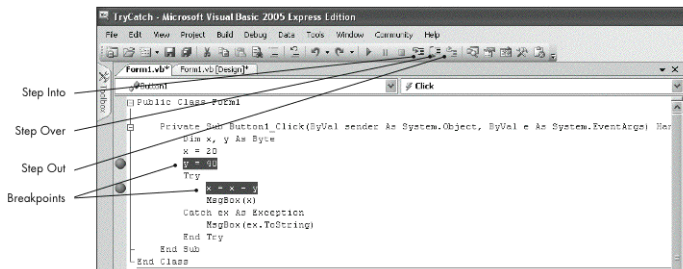 TryCatch - Microsoft Visual Basic 2005 Express Edition
File Edit View Project Build Debug Data Tools Window Community Help
Form1.vb* Form1.vb [Design]*
Toolbox
Button1 Click
Step Into
Public Class Form1
Step Over
Private Sub Button1_Click(ByVal sender As System.Object, ByVal e As System.EventArgs) Han
Dim x, y As Byte
x = 20
Step Out
y = 90
Try
Breakpoints
x = x - y
MsgBox(x)
Catch ex As Exception
MsgBox(ex.ToString)
End Try
End Sub
End Class